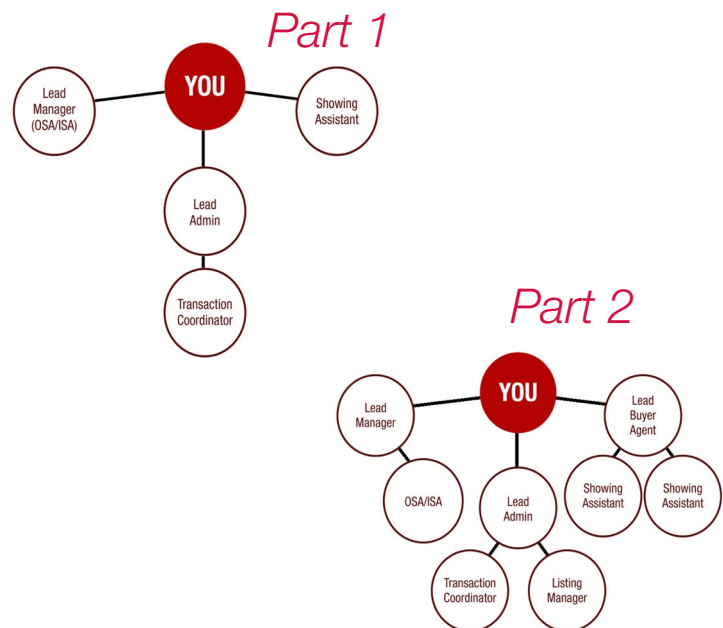 Part 1
YOU
Lead
Manager
(OSA/ISA)
Showing
Assistant
Lead
Admin
Transaction
Coordinator
Part 2
YOU
Lead
Manager
Lead
Buyer
Agent
OSA/ISA
Lead
Admin
Showing
Assistant
Showing
Assistant
Transaction
Coordinator
Listing
Manager